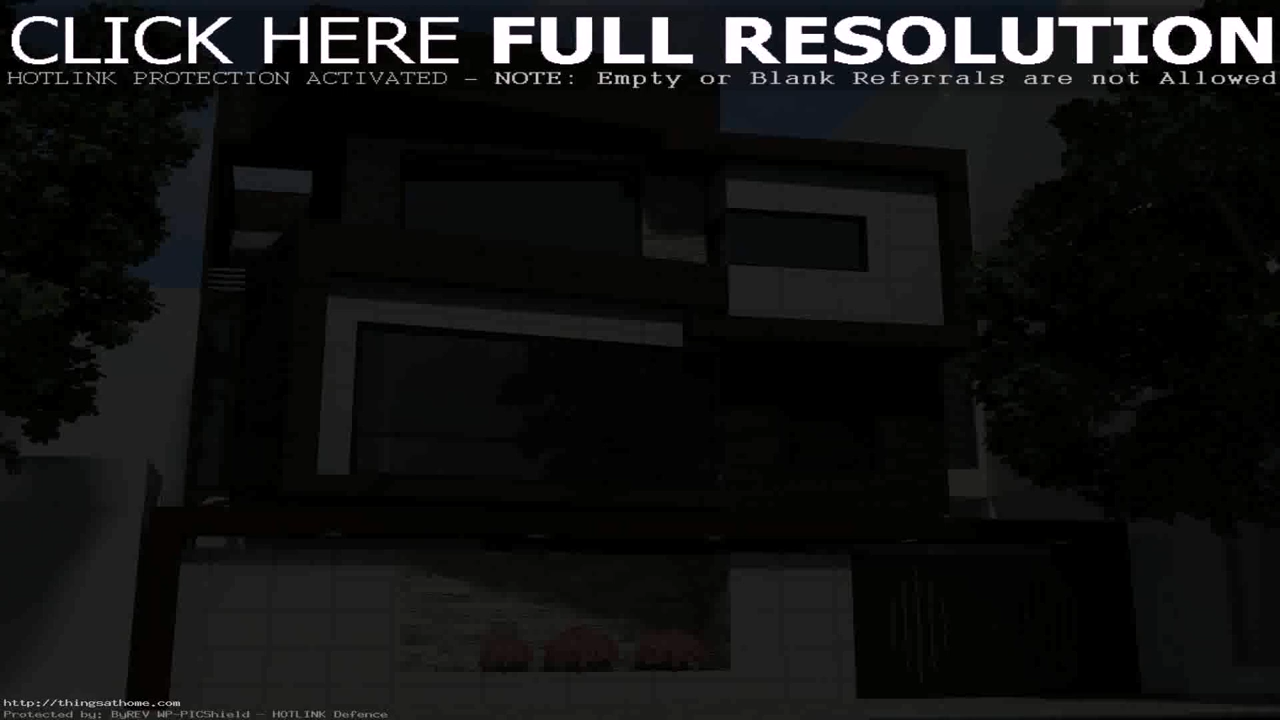 CLICK HERE FULL RESOLUTION
HOTLINK PROTECTION ACTIVATED – NOTE: Empty or Blank Referrals are not Allowed
http://thingsathome.com
Protected by: ByREV WP-PICShield – HOTLINK Defence